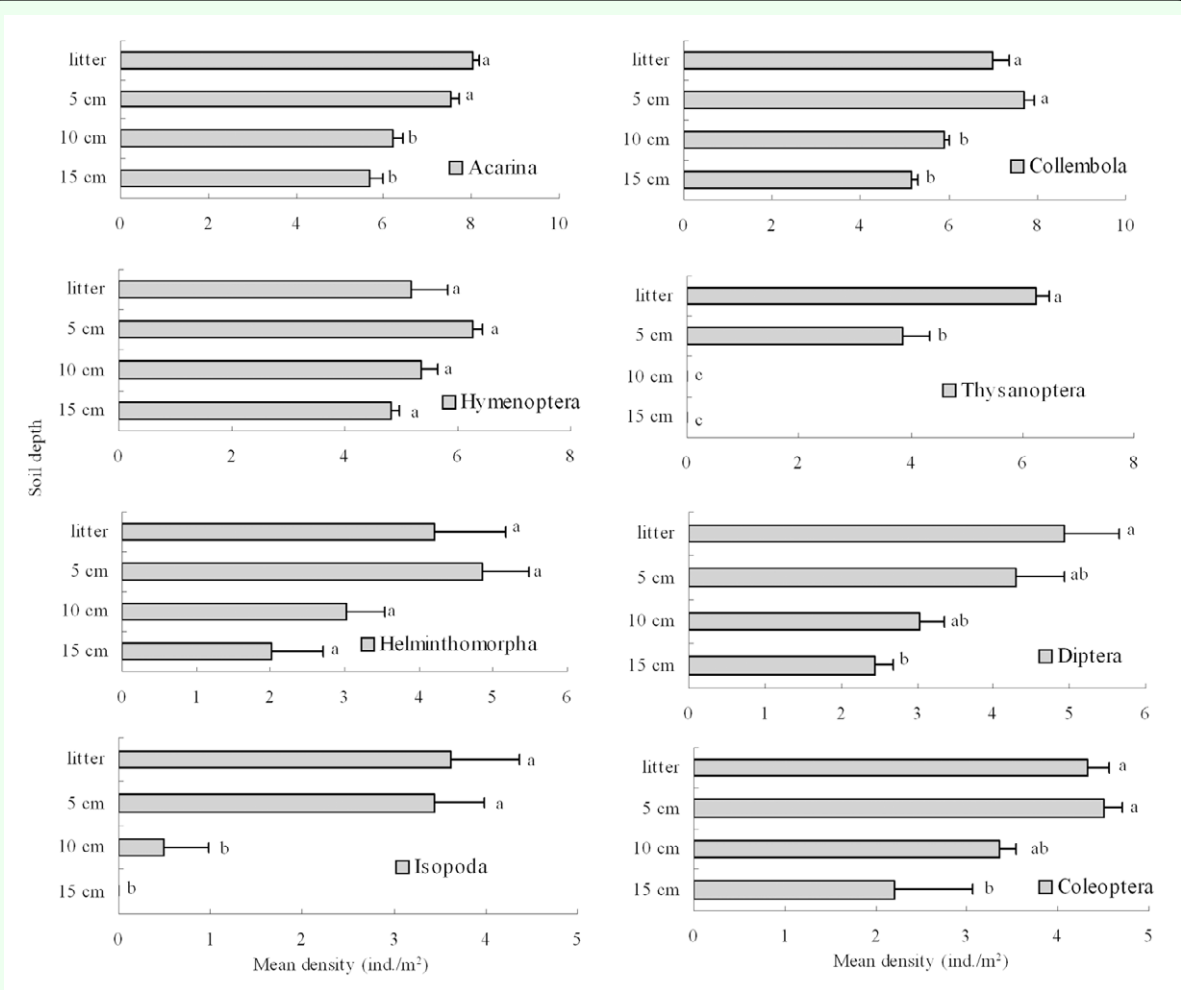 litter a
5 cm a
10 cm b
15 cm b
Acarina
0 2 4 6 8 10
litter a
5 cm a
10 cm b
15 cm b
Collembola
0 2 4 6 8 10
litter a
5 cm a
10 cm a
15 cm a
Hymenoptera
0 2 4 6 8
litter a
5 cm b
10 cm c
15 cm c
Thysanoptera
0 2 4 6 8
Soil depth
litter a
5 cm a
10 cm a
15 cm a
Helminthomorpha
0 1 2 3 4 5 6
litter a
5 cm ab
10 cm ab
15 cm b
Diptera
0 1 2 3 4 5 6
litter a
5 cm a
10 cm b
15 cm b
Isopoda
0 1 2 3 4 5
Mean density (ind./m²)
litter a
5 cm a
10 cm ab
15 cm b
Coleoptera
0 1 2 3 4 5
Mean density (ind./m²)